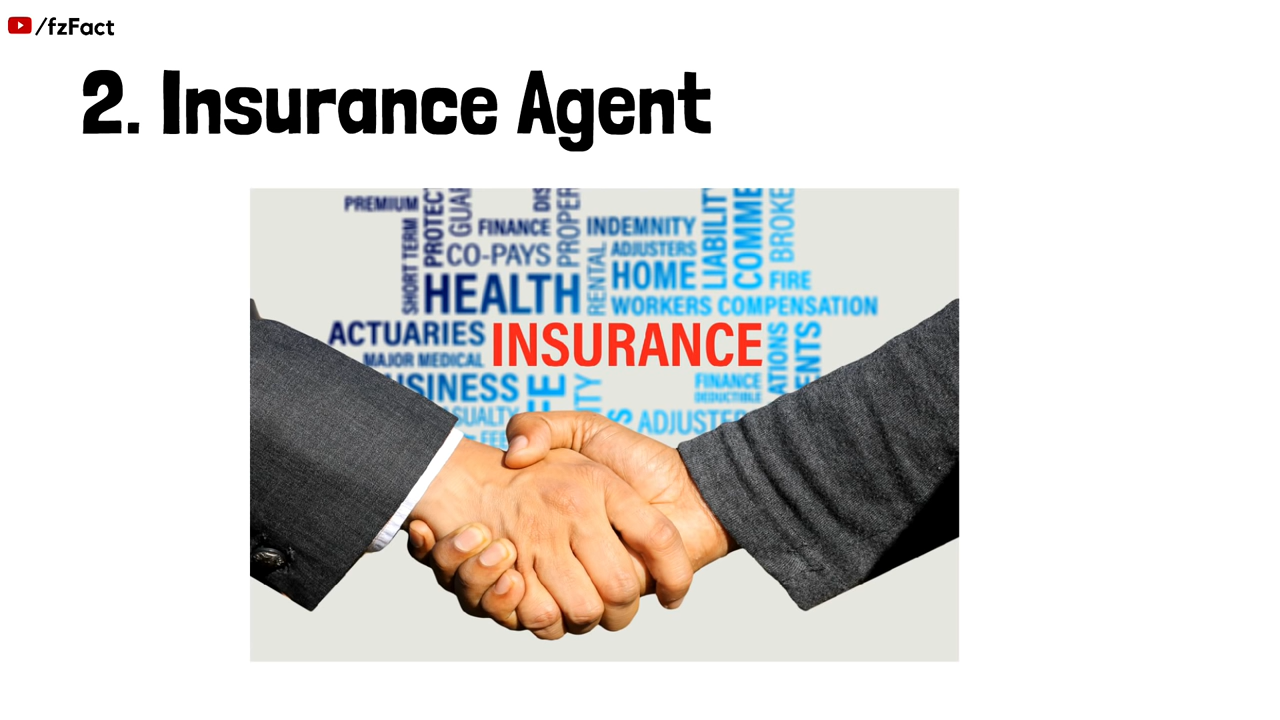 /fzFact
2. Insurance Agent
PREMIUM
SHORT TERM
FINANCE
CO-PAYS
HEALTH
RENTAL
INDEMNITY
ADJUSTERS
HOME
LIABILITY
FIRE
WORKERS COMPENSATION
ACTUARIES
INSURANCE
MAJOR MEDICAL
FINANCE
DEDUCTIBLE